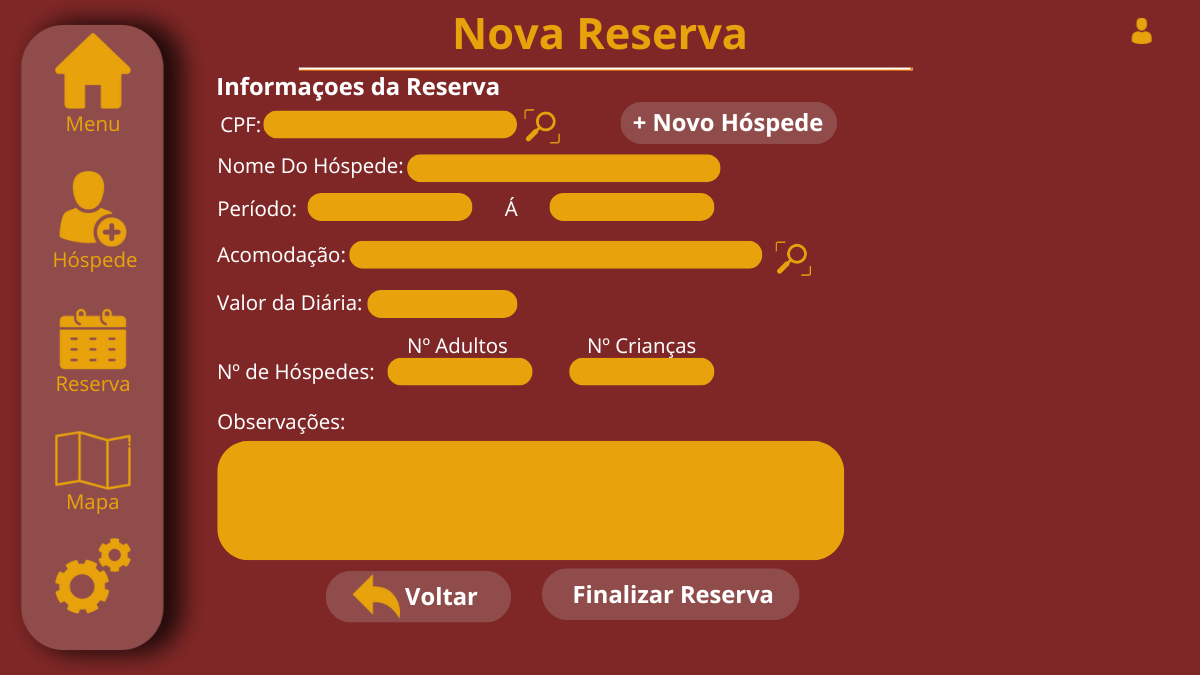 Nova Reserva
Menu
Hóspede
Reserva
Mapa
Informaçoes da Reserva
CPF:
+ Novo Hóspede
Nome Do Hóspede:
Período: Á
Acomodação:
Valor da Diária:
Nº Adultos Nº Crianças
Nº de Hóspedes:
Observações:
Voltar
Finalizar Reserva